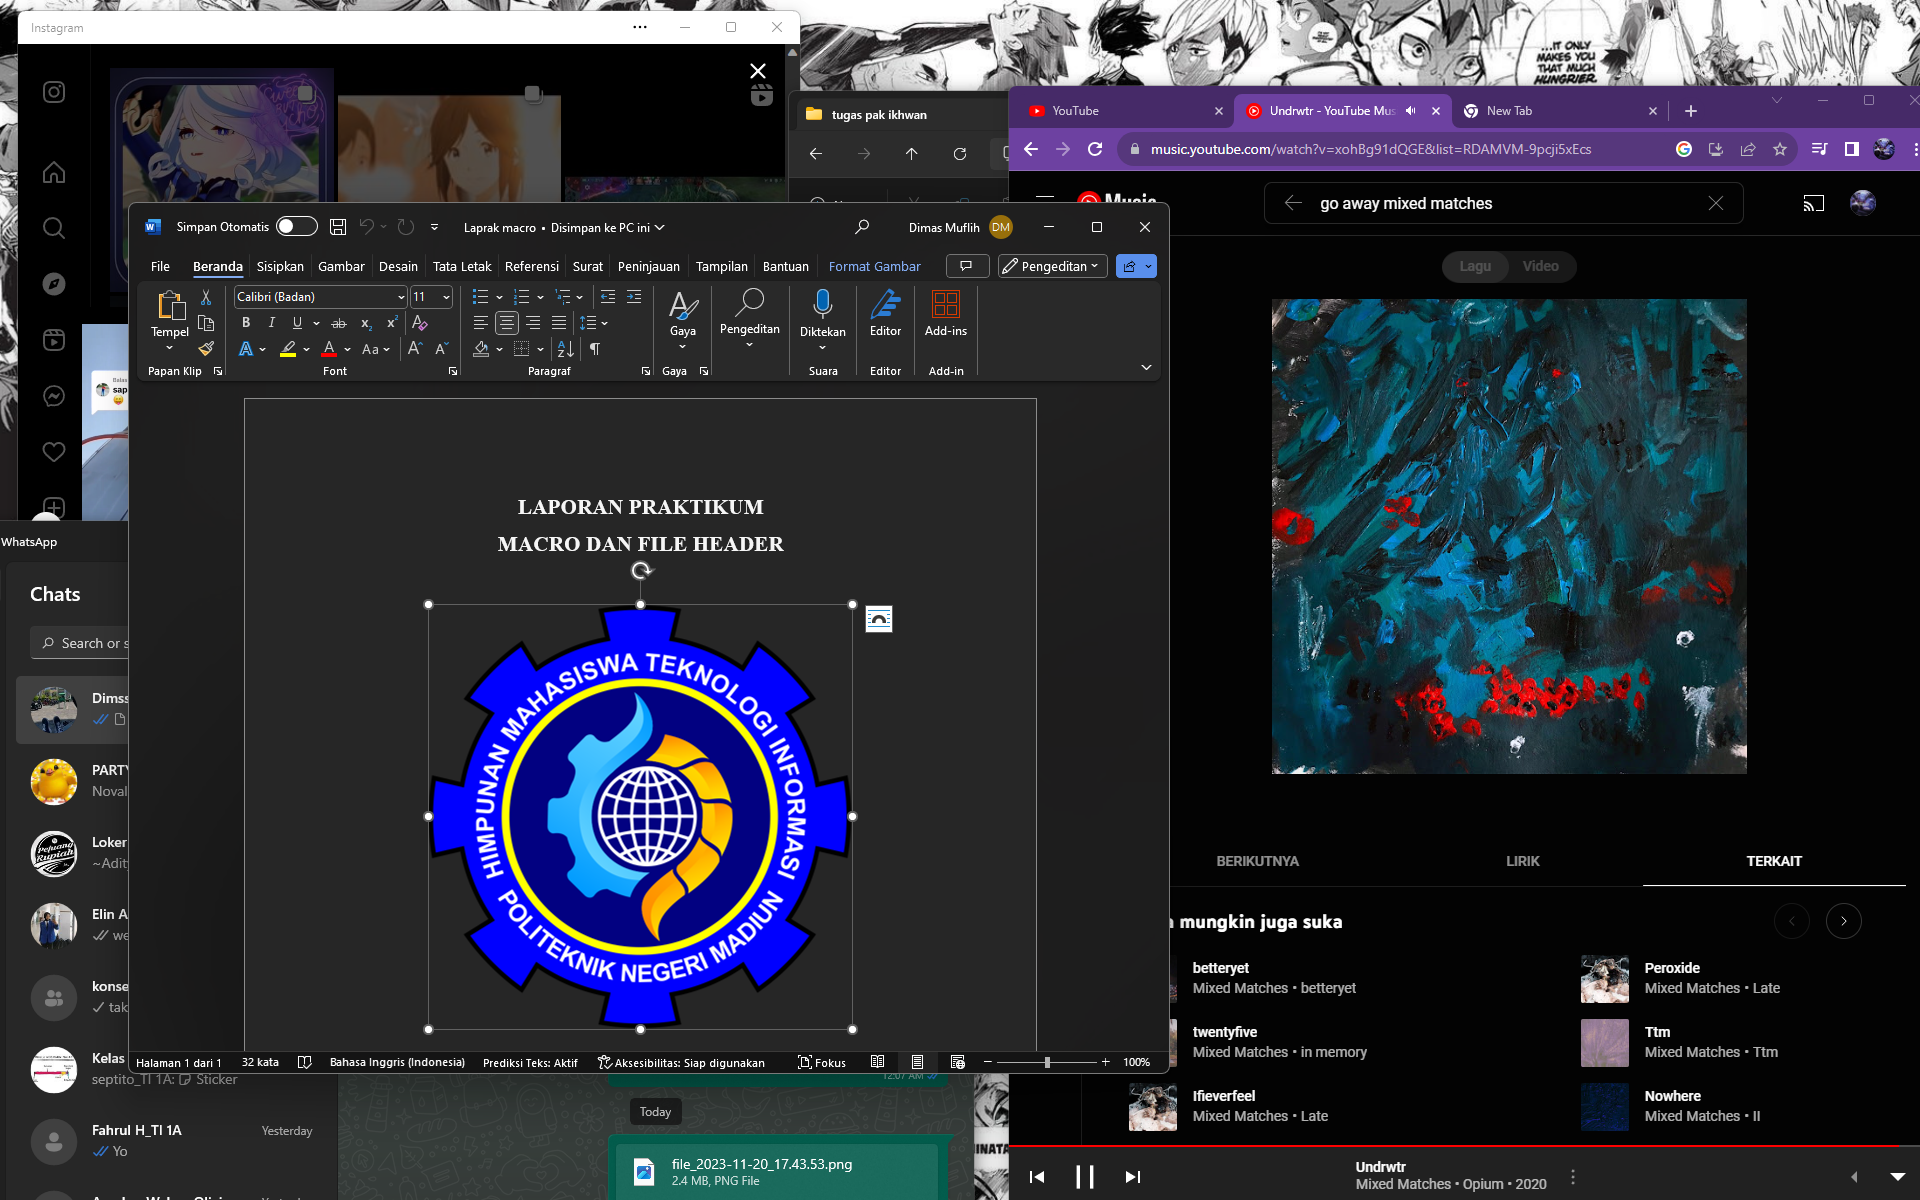 Instagram
...IT ONLY
MAKES YOU
THAT MUCH
HUNGRIER.
tugas pak ikhwan
YouTube
Undrwtr - YouTube Mus
New Tab
music.youtube.com/watch?v=xohBg91dQGE&list=RDAMVM-9pcji5xEcs
Music
go away mixed matches
Lagu
Video
Simpan Otomatis
Laprak macro • Disimpan ke PC ini
Dimas Muflih
DM
File
Beranda
Sisipkan
Gambar
Desain
Tata Letak
Referensi
Surat
Peninjauan
Tampilan
Bantuan
Format Gambar
Pengeditan
Tempel
Calibri (Badan)
11
Gaya
Pengeditan
Diktekan
Editor
Add-ins
Papan Klip
Font
Paragraf
Gaya
Suara
Editor
Add-in
sap
LAPORAN PRAKTIKUM
MACRO DAN FILE HEADER
HIMPUNAN MAHASISWA TEKNOLOGI INFORMASI
POLITEKNIK NEGERI MADIUN
WhatsApp
Chats
Search or s
Dimss
PARTY
Noval
Loker
~Adit
Pejuang
Rupiah
Elin A
we
konse
tak
Kelas
septito_TI 1A: Sticker
Fahrul H_TI 1A
Yesterday
Yo
Halaman 1 dari 1
32 kata
Bahasa Inggris (Indonesia)
Prediksi Teks: Aktif
Aksesibilitas: Siap digunakan
Fokus
100%
12:07 AM
Today
file_2023-11-20_17.43.53.png
2.4 MB, PNG File
BERIKUTNYA
LIRIK
TERKAIT
mungkin juga suka
betteryet
Mixed Matches • betteryet
Peroxide
Mixed Matches • Late
twentyfive
Mixed Matches • in memory
Ttm
Mixed Matches • Ttm
Ifieverfeel
Mixed Matches • Late
Nowhere
Mixed Matches • II
Undrwtr
Mixed Matches • Opium • 2020